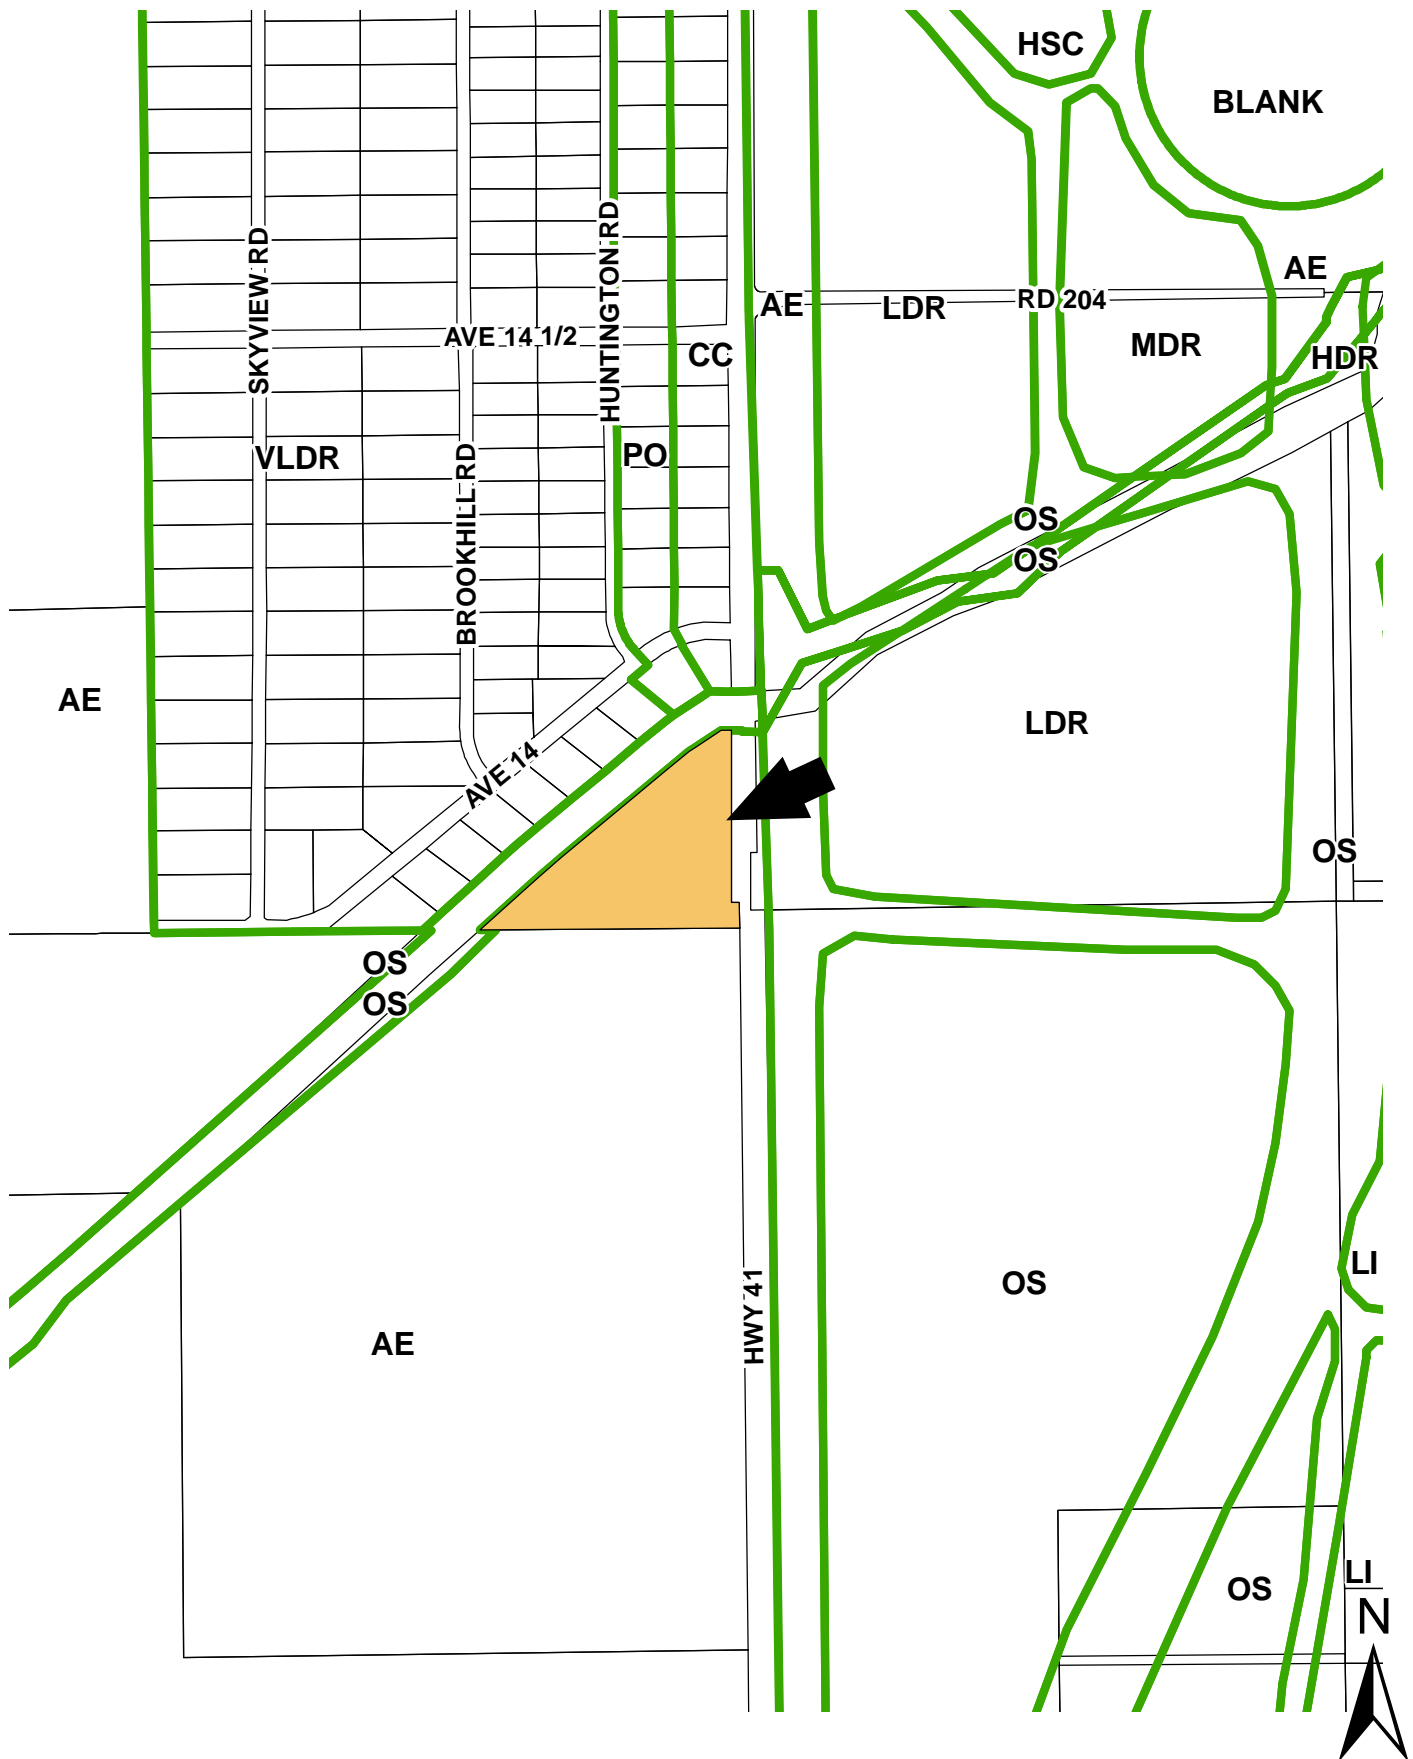 HSC
BLANK
AE
AE
LDR
RD 204
SKYVIEW RD
HUNTINGTON RD
AVE 14 1/2
CC
MDR
HDR
VLDR
PO
BROOKHILL RD
OS
OS
AE
LDR
AVE 14
OS
OS
OS
LI
OS
HWY 41
AE
LI
OS
N